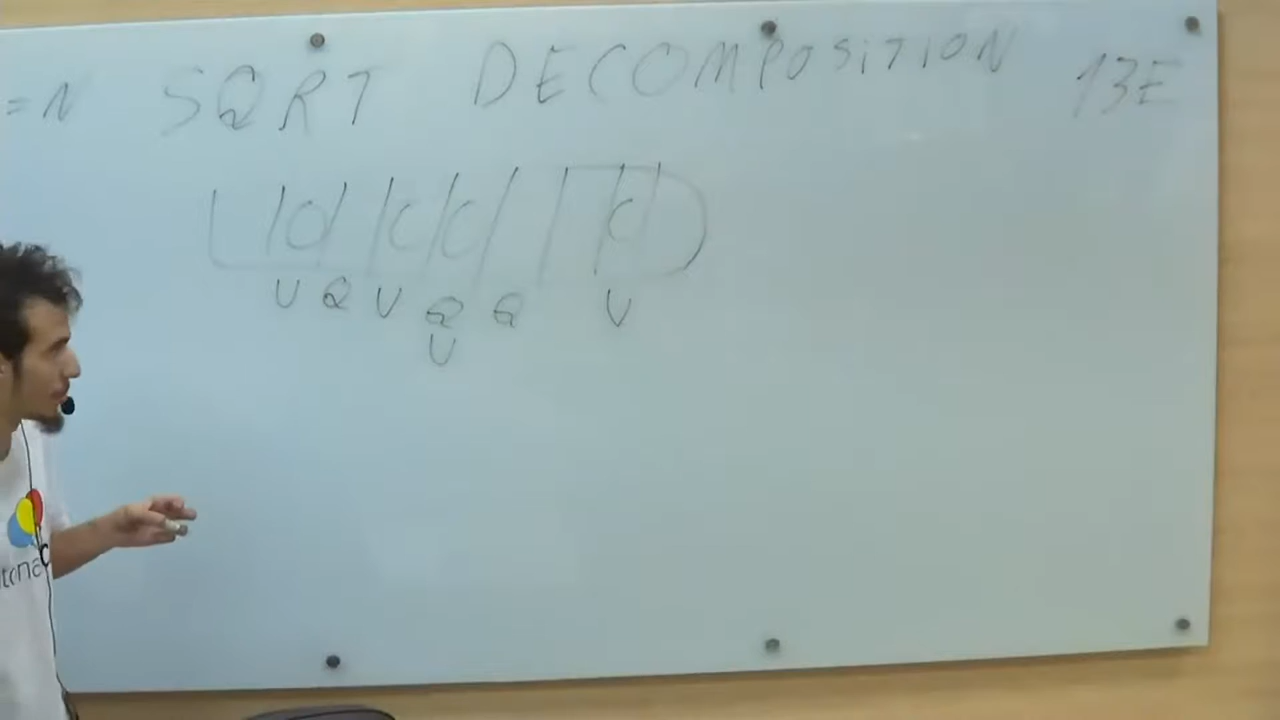 = N SQRT DECOMPOSITION 13E
C C C
U Q U Q Q U
U